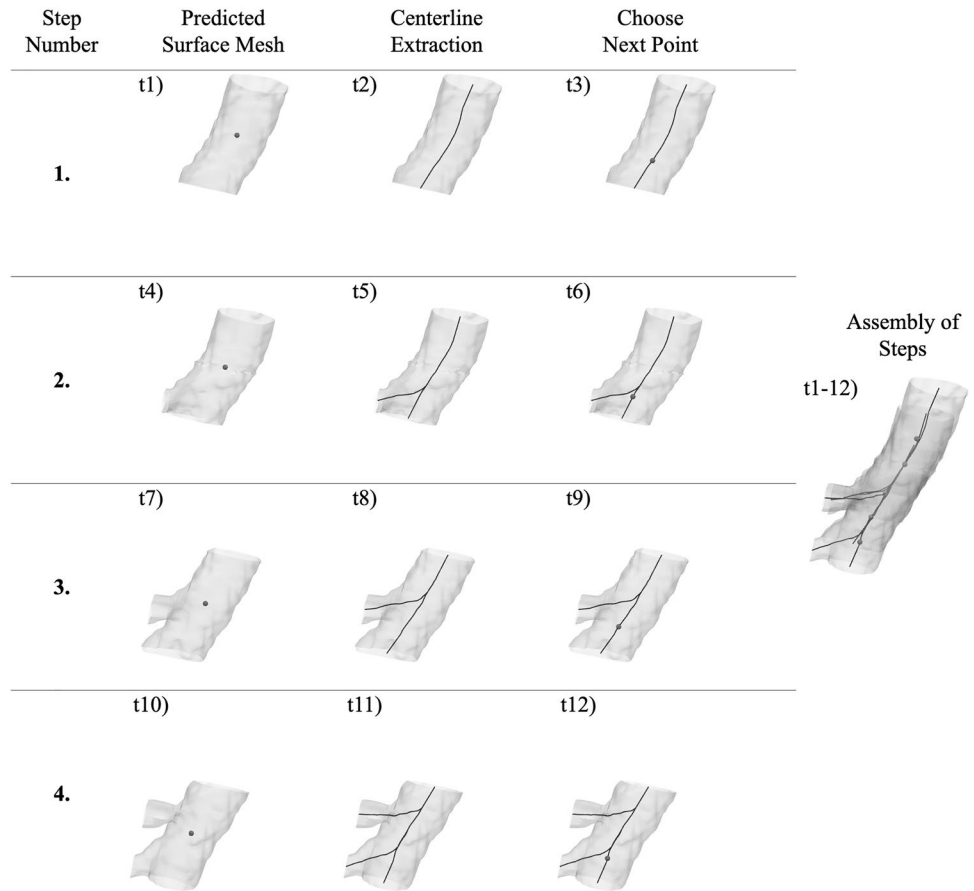 Step
Number
Predicted
Surface Mesh
Centerline
Extraction
Choose
Next Point
t1)
t2)
t3)
1.
t4)
t5)
t6)
2.
Assembly of
Steps
t1-12)
t7)
t8)
t9)
3.
t10)
t11)
t12)
4.